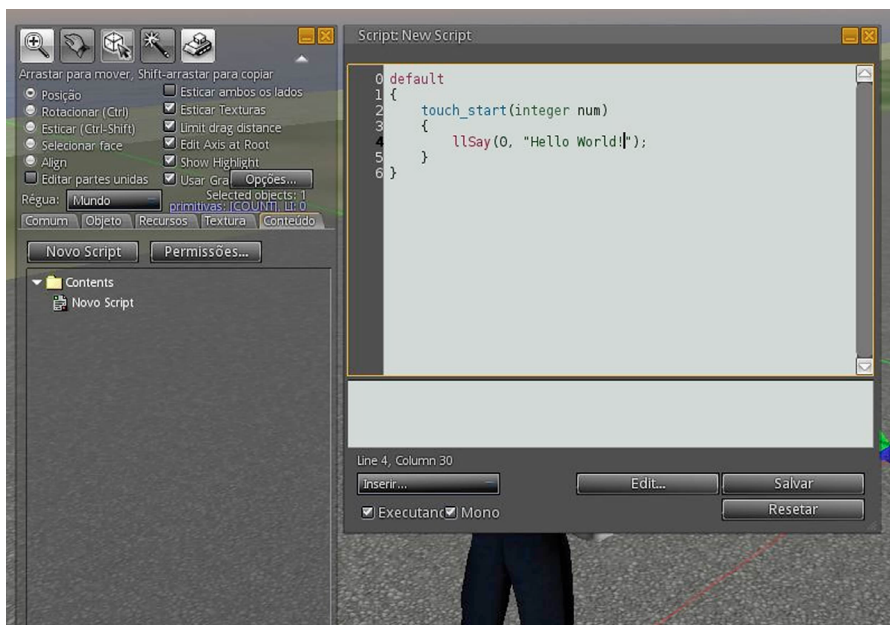 Arrastar para mover, Shift-arrastar para copiar
Posição
Rotacionar (Ctrl)
Esticar (Ctrl-Shift)
Selecionar face
Align
Editar partes unidas
Esticar ambos os lados
Esticar Texturas
Limit drag distance
Edit Axis at Root
Show Highlight
Usar Gra Opções...
Régua: Mundo
Selected objects: 1
primitivas: [COUNT], LI: 0
Comum Objeto Recursos Textura Conteúdo
Novo Script Permissões...
Contents
Novo Script
Script: New Script
0 default
1 {
2 touch_start(integer num)
3 {
4 llSay(0, "Hello World!");
5 }
6 }
Line 4, Column 30
Inserir... Edit... Salvar
Executanc Mono Resetar